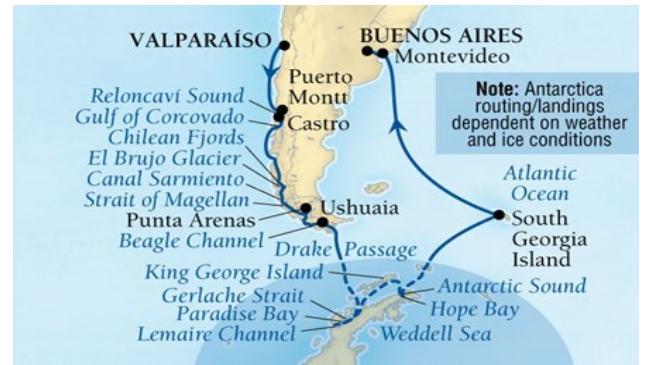 VALPARAÍSO
BUENOS AIRES
Montevideo
Puerto
Montt
Reloncaví Sound
Gulf of Corcovado
Castro
Chilean Fjords
El Brujo Glacier
Canal Sarmiento
Strait of Magellan
Punta Arenas
Ushuaia
Beagle Channel
Drake Passage
King George Island
Gerlache Strait
Paradise Bay
Lemaire Channel
Note: Antarctica
routing/landings
dependent on weather
and ice conditions
Atlantic
Ocean
South
Georgia
Island
Antarctic Sound
Hope Bay
Weddell Sea